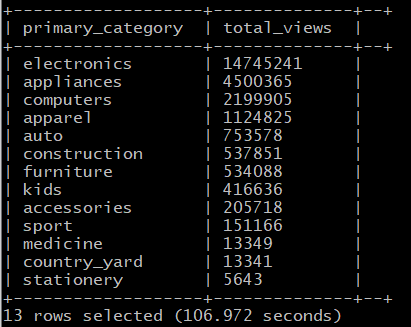 +-------------------+--------------+--+
| primary_category | total_views |
+-------------------+--------------+--+
| electronics | 14745241 |
| appliances | 4500365 |
| computers | 2199905 |
| apparel | 1124825 |
| auto | 753578 |
| construction | 537851 |
| furniture | 534088 |
| kids | 416636 |
| accessories | 205718 |
| sport | 151166 |
| medicine | 13349 |
| country_yard | 13341 |
| stationery | 5643 |
+-------------------+--------------+--+
13 rows selected (106.972 seconds)